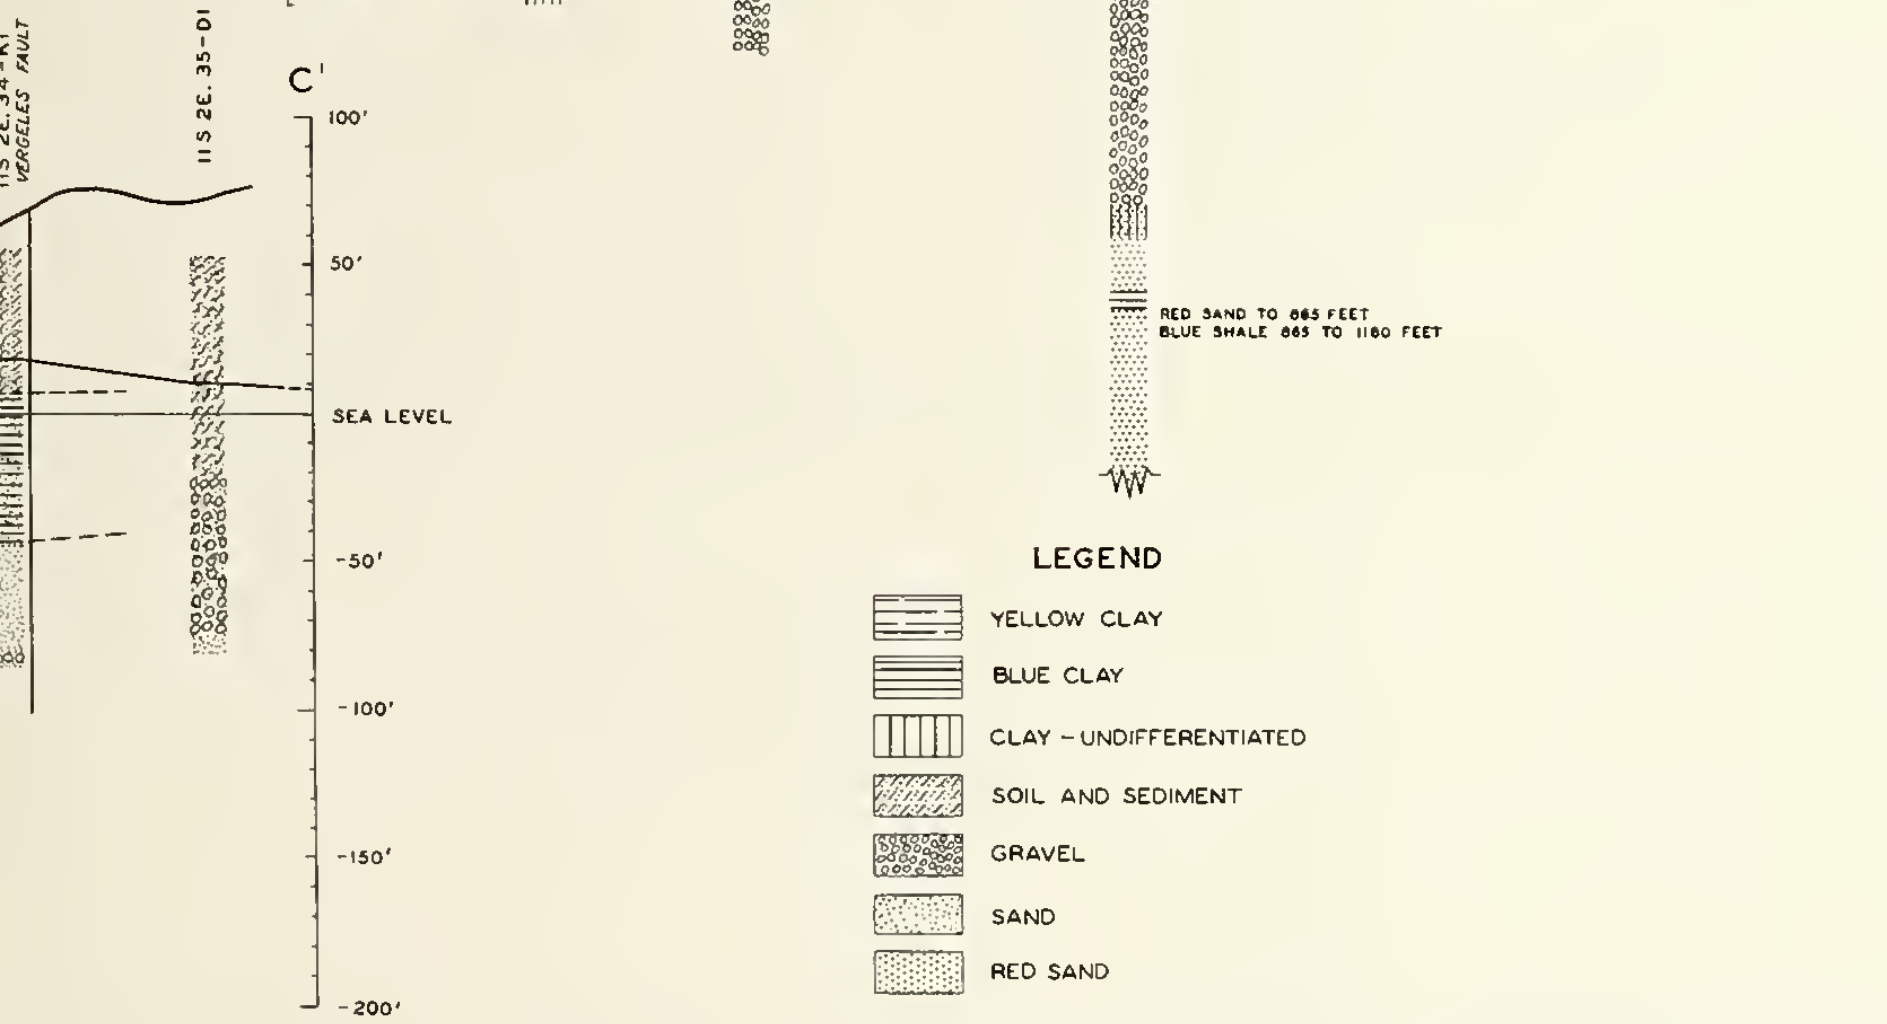 VERGELES FAULT
11S 2E. 35-D1
C'
100'
50'
SEA LEVEL
-50'
-100'
-150'
-200'
RED SAND TO 865 FEET
BLUE SHALE 865 TO 1180 FEET
LEGEND
YELLOW CLAY
BLUE CLAY
CLAY - UNDIFFERENTIATED
SOIL AND SEDIMENT
GRAVEL
SAND
RED SAND